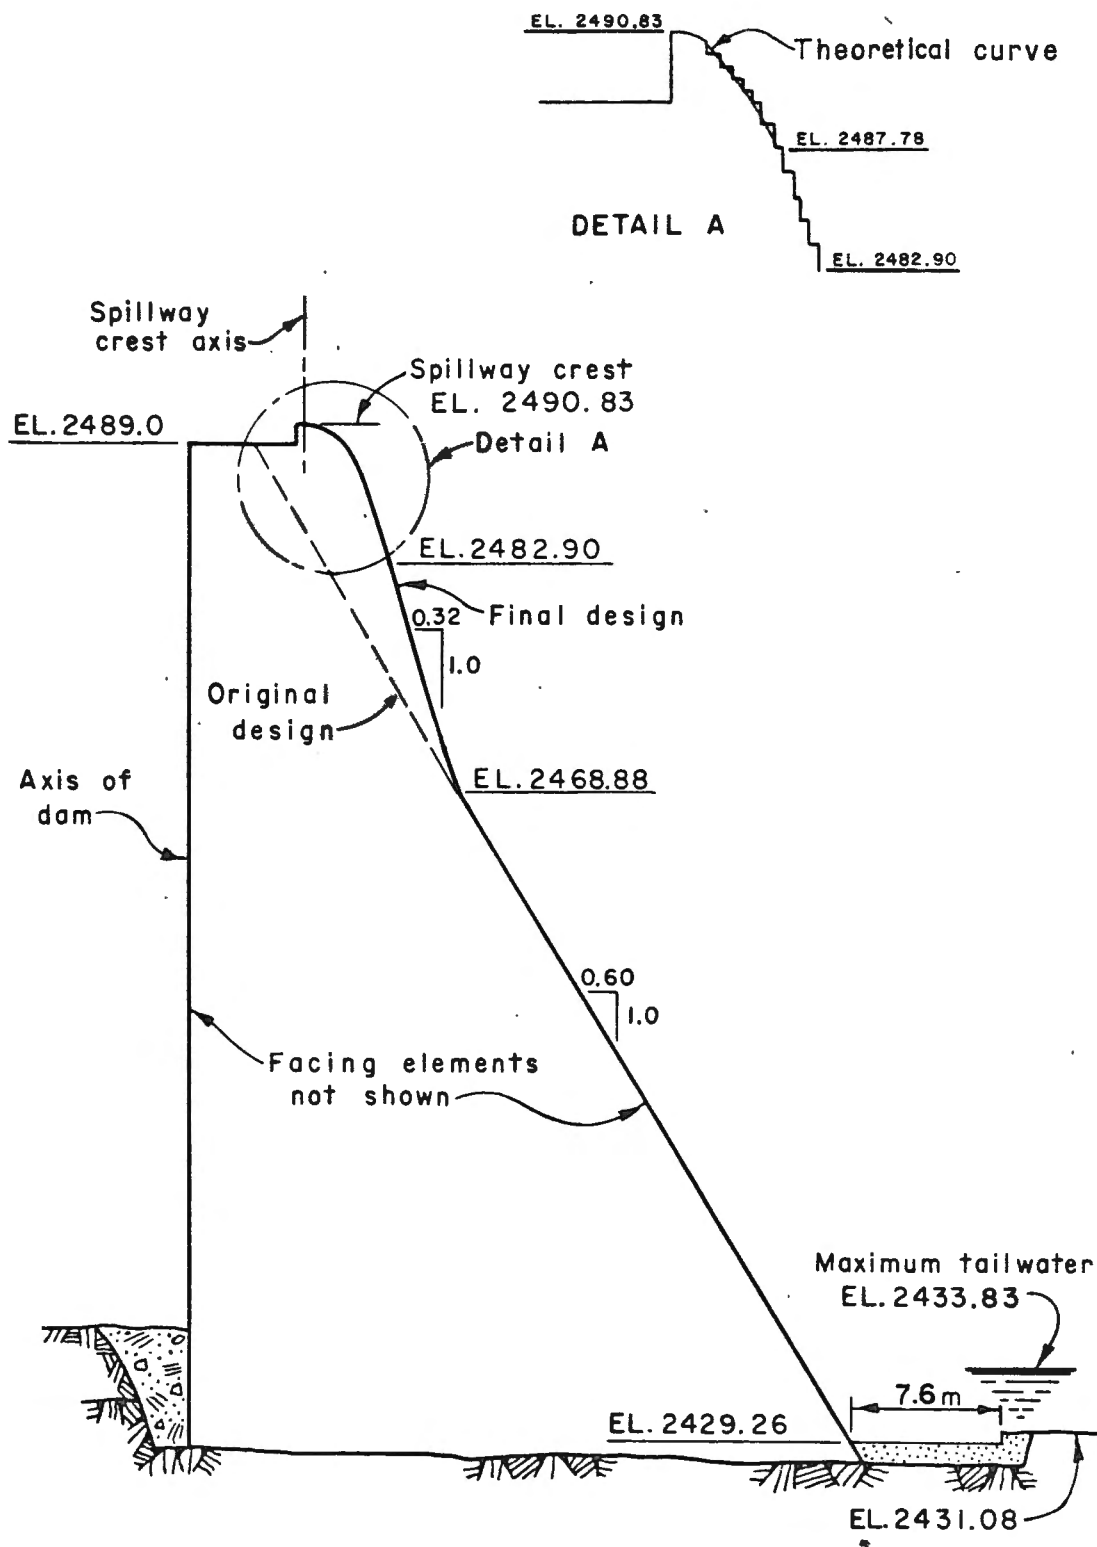 EL. 2490.83
Theoretical curve
EL. 2487.78
DETAIL A
EL. 2482.90
Spillway
crest axis
Spillway crest
EL. 2490.83
EL.2489.0
Detail A
EL.2482.90
Final design
0.32
1.0
Original
design
EL.2468.88
Axis of
dam
0.60
1.0
Facing elements
not shown
Maximum tailwater
EL.2433.83
7.6m
EL.2429.26
EL.2431.08